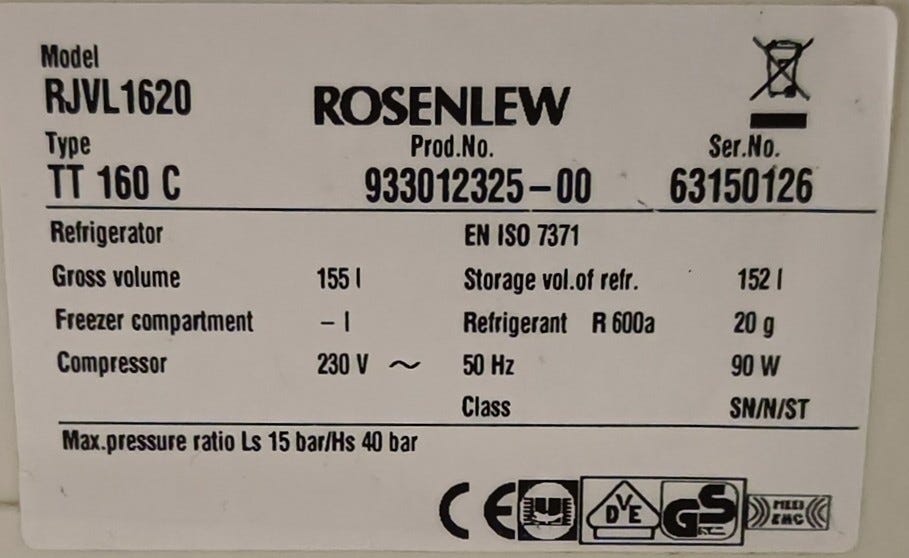 Model
RJVL1620
ROSENLEW
Type Prod.No. Ser.No.
TT 160 C 933012325-00 63150126
Refrigerator EN ISO 7371
Gross volume 155 l Storage vol.of refr. 152 l
Freezer compartment - l Refrigerant R 600a 20 g
Compressor 230 V ~ 50 Hz 90 W
Class SN/N/ST
Max.pressure ratio Ls 15 bar/Hs 40 bar
CE DVE GS